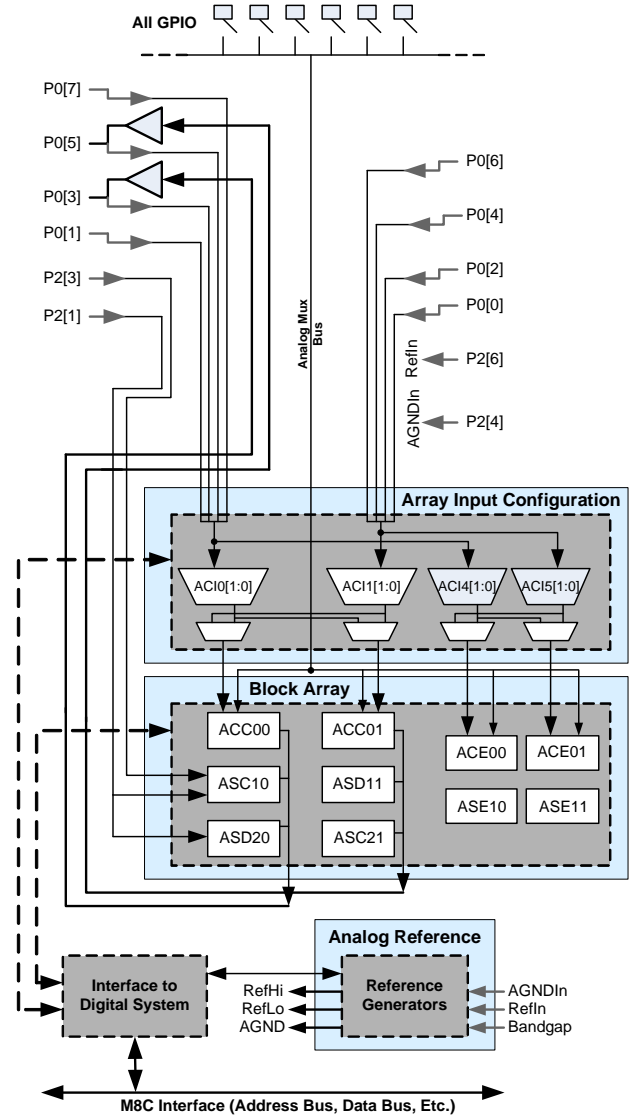 All GPIO
P0[7]
P0[5]
P0[3]
P0[1]
P2[3]
P2[1]
P0[6]
P0[4]
P0[2]
P0[0]
P2[6]
P2[4]
Analog Mux
Bus
RefIn
AGNDIn
Array Input Configuration
ACI0[1:0]
ACI1[1:0]
ACI4[1:0]
ACI5[1:0]
Block Array
ACC00
ACC01
ACE00
ACE01
ASC10
ASD11
ASE10
ASE11
ASD20
ASC21
Analog Reference
Interface to
Digital System
RefHi
RefLo
AGND
Reference
Generators
AGNDIn
RefIn
Bandgap
M8C Interface (Address Bus, Data Bus, Etc.)